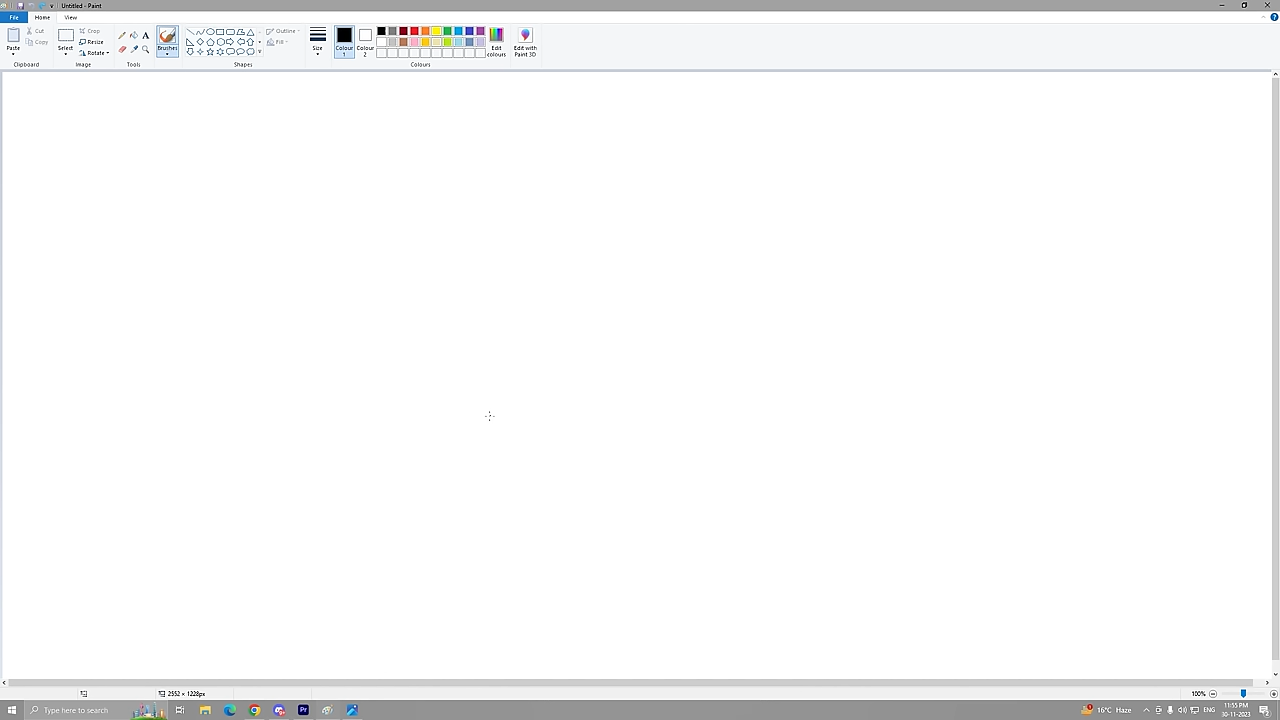 Untitled - Paint
File Home View
Paste Cut Copy Clipboard
Select Crop Resize Rotate Image
A Tools
Brushes
Outline Fill Shapes
Size
Colour 1 Colour 2 Edit colours Colours
Edit with Paint 3D
2552 × 1228px 100%
Type here to search Pr 16°C Haze ENG 11:55 PM
30-11-2023 2